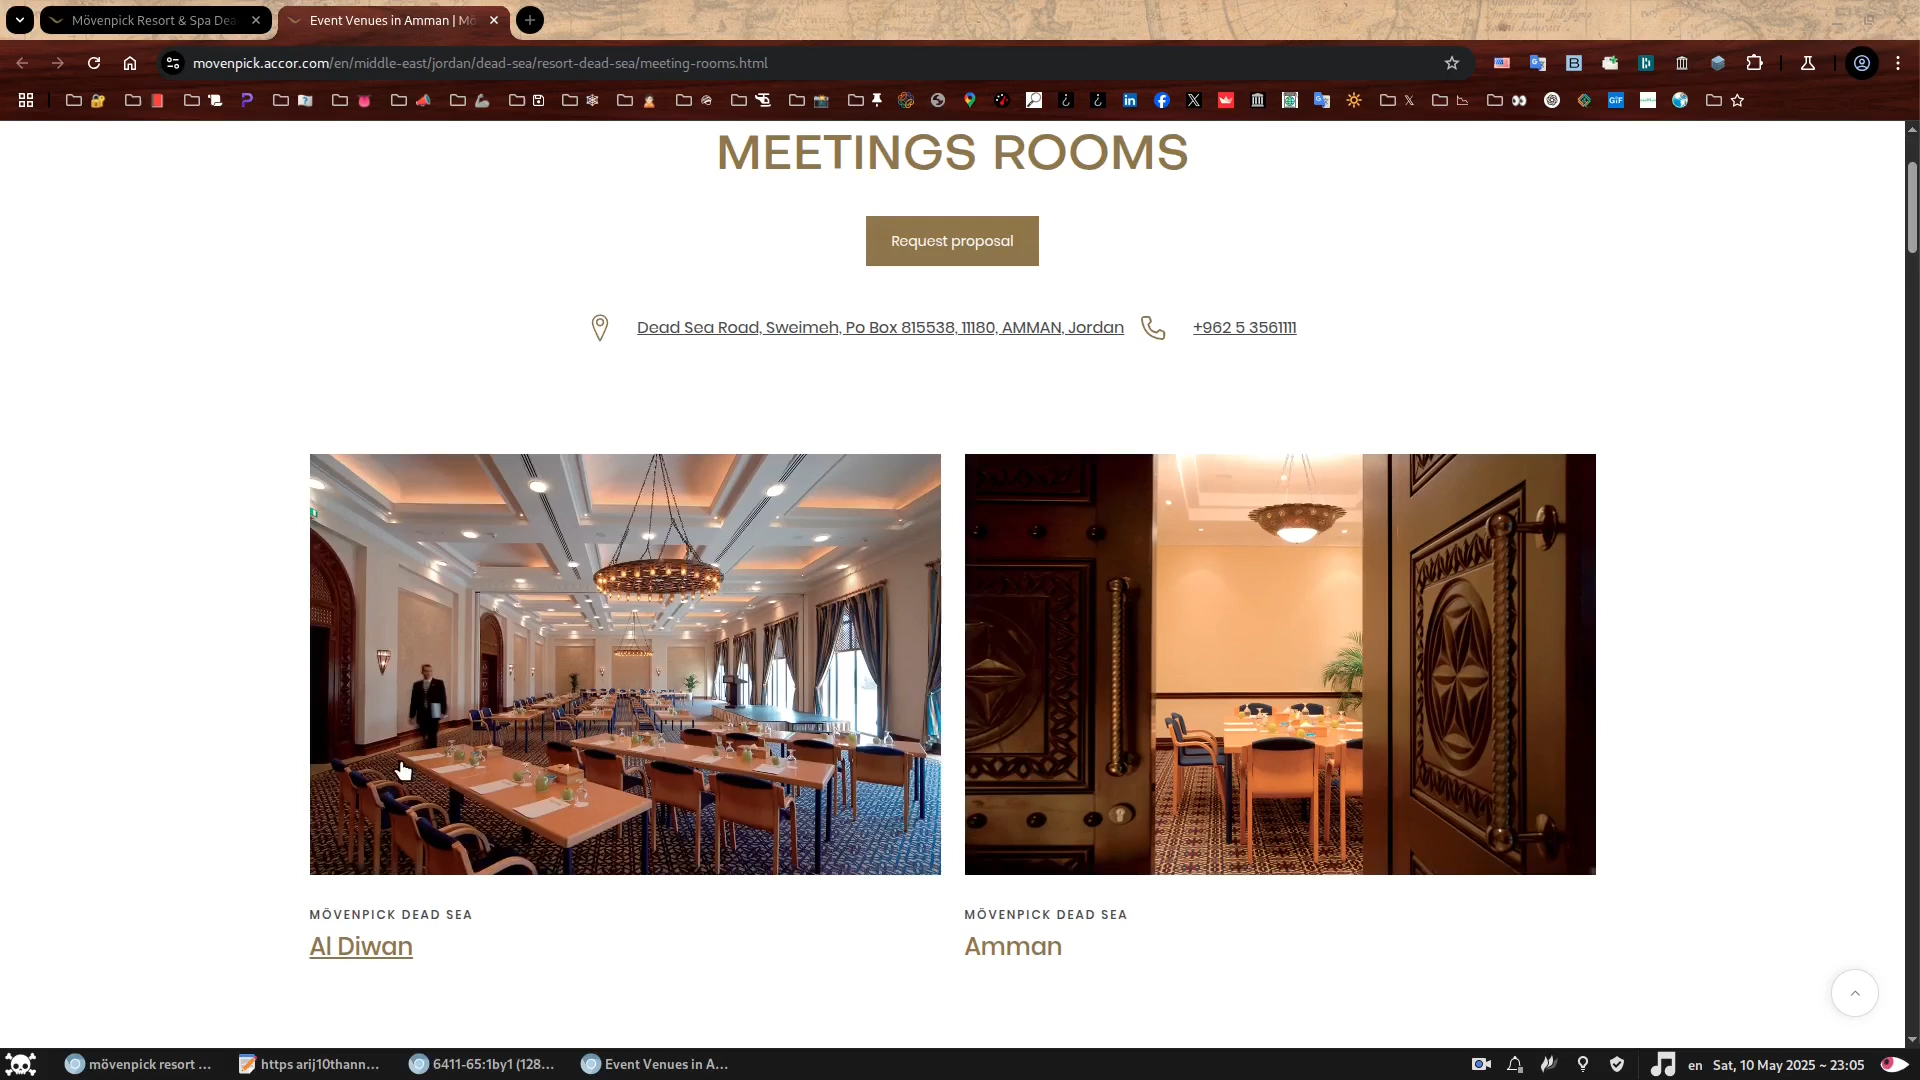 Mövenpick Resort & Spa Dea
Event Venues in Amman | Mö
movenpick.accor.com/en/middle-east/jordan/dead-sea/resort-dead-sea/meeting-rooms.html
MEETINGS ROOMS
Request proposal
Dead Sea Road, Sweimeh, Po Box 815538, 11180, AMMAN, Jordan
+962 5 3561111
MÖVENPICK DEAD SEA
Al Diwan
MÖVENPICK DEAD SEA
Amman
mövenpick resort ...
https arij10thann...
6411-65:1by1 (128...
Event Venues in A...
en
Sat, 10 May 2025 ~ 23:05